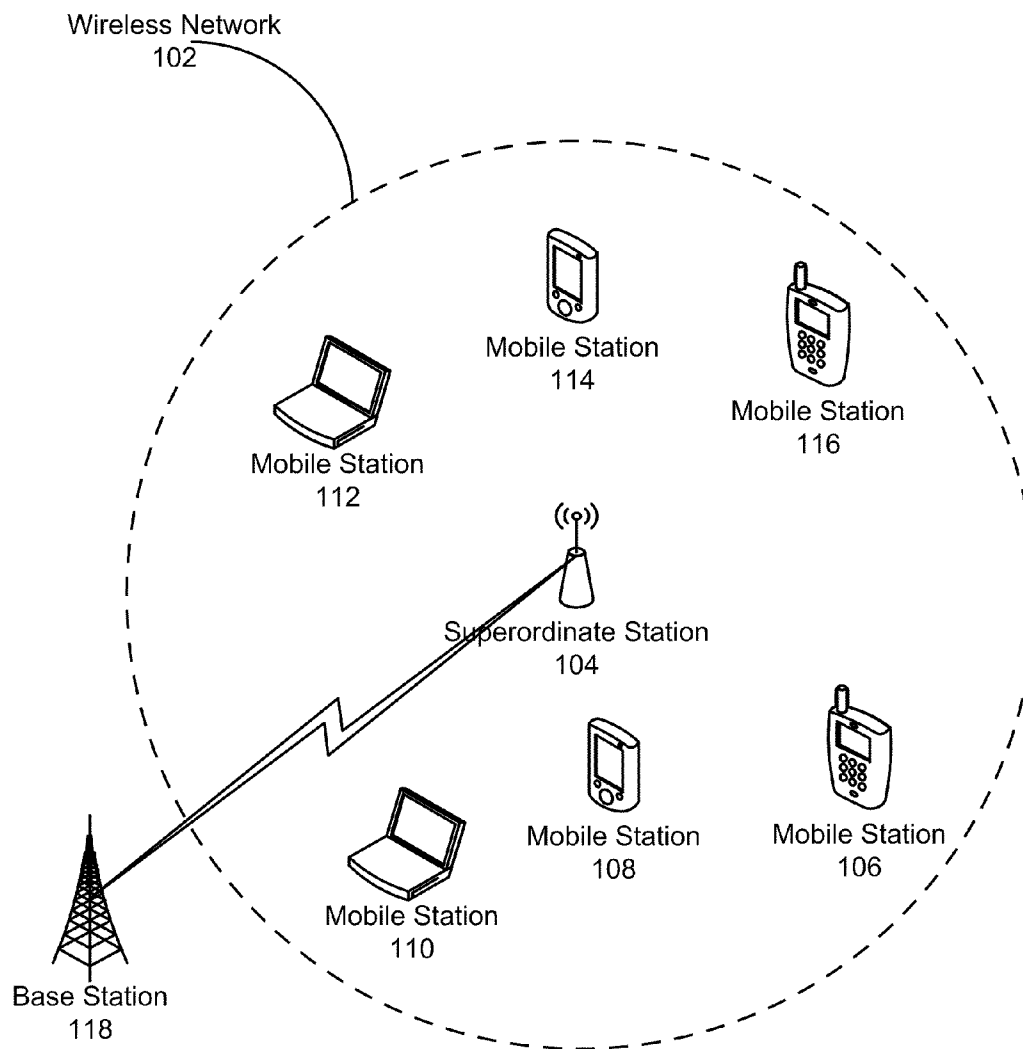 Wireless Network
102
Mobile Station
114
Mobile Station
116
Mobile Station
112
Superordinate Station
104
Mobile Station
108
Mobile Station
106
Mobile Station
110
Base Station
118